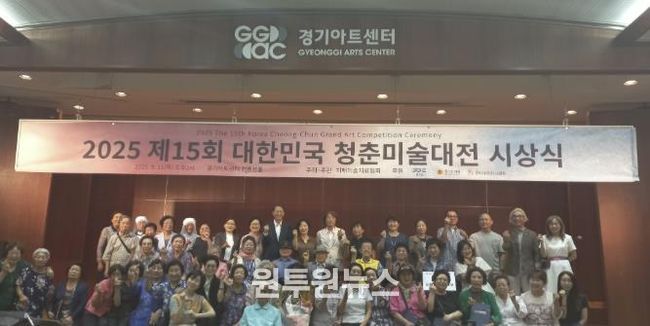 GGac 경기아트센터
GYEONGGI ARTS CENTER
2025 The 15th Korea Cheong-Chun Grand Art Competition Ceremony
2025 제15회 대한민국 청춘미술대전 시상식
원투원뉴스